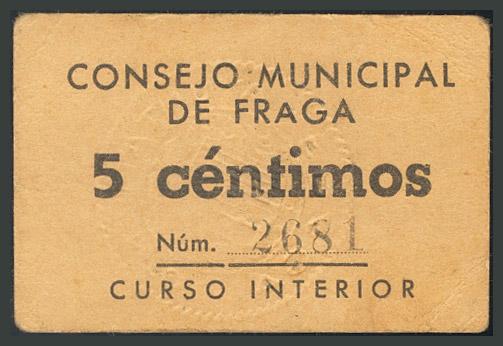 CONSEJO MUNICIPAL
DE FRAGA
5 céntimos
Núm. 2681
CURSO INTERIOR